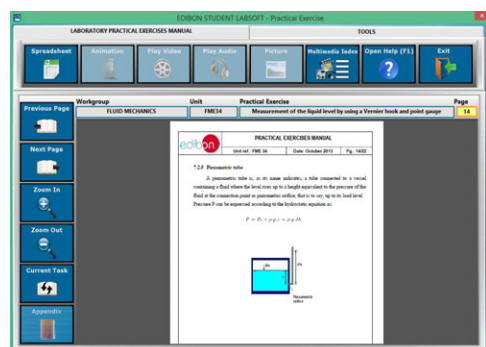 EDIBON STUDENT LABSOFT - Practical Exercise
LABORATORY PRACTICAL EXERCISES MANUAL
TOOLS
Spreadsheet
Animation
Play Video
Play Audio
Picture
Multimedia Index
Open Help (F1)
Exit
Previous Page
Workgroup
Unit
Practical Exercise
Page
FLUID MECHANICS
FME34
Measurement of the liquid level by using a Vernier hook and point gauge
14
Next Page
Zoom In
Zoom Out
Current Task
Appendix
edibon
PRACTICAL EXERCISES MANUAL
Unit ref.: FME 34
Date: October 2013
Pg.: 14/22
Piezometric tube
A piezometric tube is, as its name indicates, a tube connected to a vessel
containing a fluid where the level rises up to a height equivalent to the pressure of the
fluid at the connection point or piezometric orifice, that is to say, up to its load level.
Pressure P can be expressed according to the hydrostatic equation as:
Piezometric
orifice